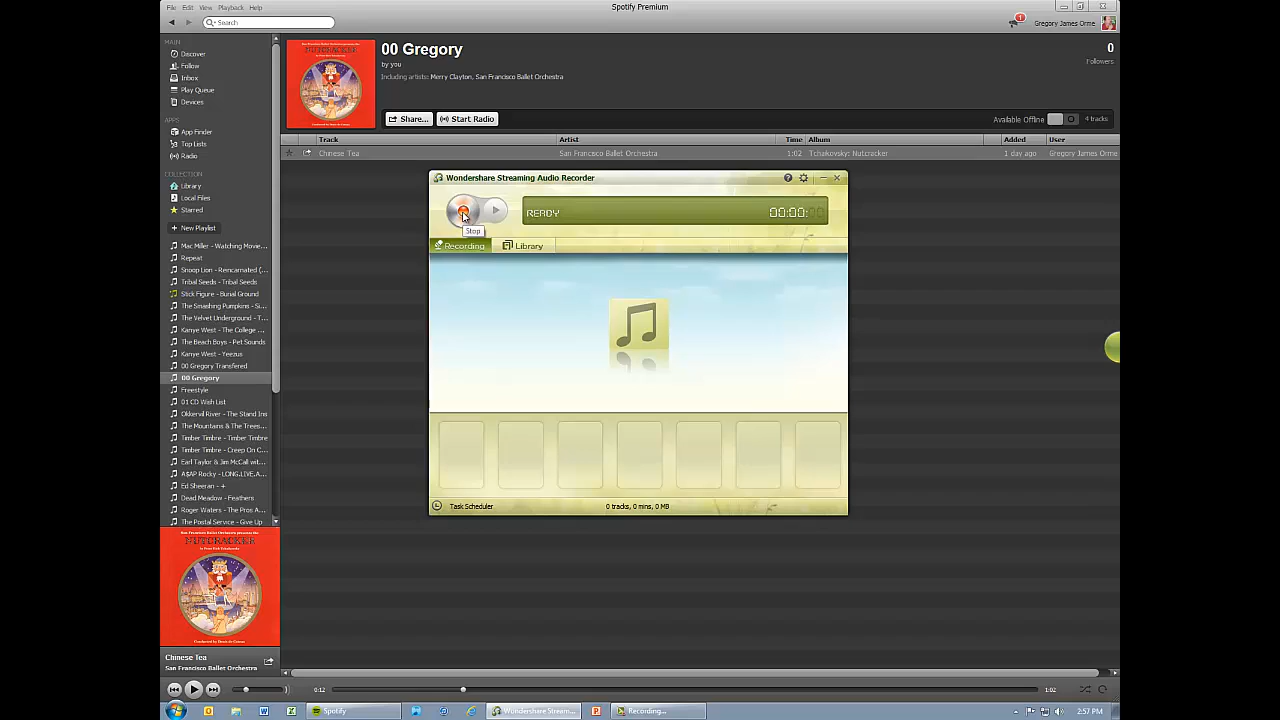 File Edit View Playback Help
Spotify Premium
Search
1
Gregory James Orme
MAIN
Discover
Follow
Inbox
Play Queue
Devices
APPS
App Finder
Top Lists
Radio
COLLECTION
Library
Local Files
Starred
+ New Playlist
Mac Miller - Watching Movie...
Repeat
Snoop Lion - Reincarnated (...
Tribal Seeds - Tribal Seeds
Stick Figure - Burial Ground
The Smashing Pumpkins - Si...
The Velvet Underground - T...
Kanye West - The College ...
The Beach Boys - Pet Sounds
Kanye West - Yeezus
00 Gregory Transfered
00 Gregory
Freestyle
01 CD Wish List
Okkervil River - The Stand Ins
The Mountains & The Trees...
Timber Timbre - Timber Timbre
Timber Timbre - Creep On C...
Earl Taylor & Jim McCall wit...
A$AP Rocky - LONG.LIVE.A...
Ed Sheeran - +
Dead Meadow - Feathers
Roger Waters - The Pros A...
The Postal Service - Give Up
NUTCRACKER
Chinese Tea
San Francisco Ballet Orchestra
NUTCRACKER
00 Gregory
by you
Including artists: Merry Clayton, San Francisco Ballet Orchestra
0
Followers
Share...
Start Radio
Available Offline
4 tracks
Track Artist Time Album Added User
Chinese Tea San Francisco Ballet Orchestra 1:02 Tchaikovsky: Nutcracker 1 day ago Gregory James Orme
Wondershare Streaming Audio Recorder
READY
00:00:00
Stop
Recording
Library
Task Scheduler
0 tracks, 0 mins, 0 MB
0:12
1:02
Spotify
Wondershare Stream...
Recording...
2:57 PM